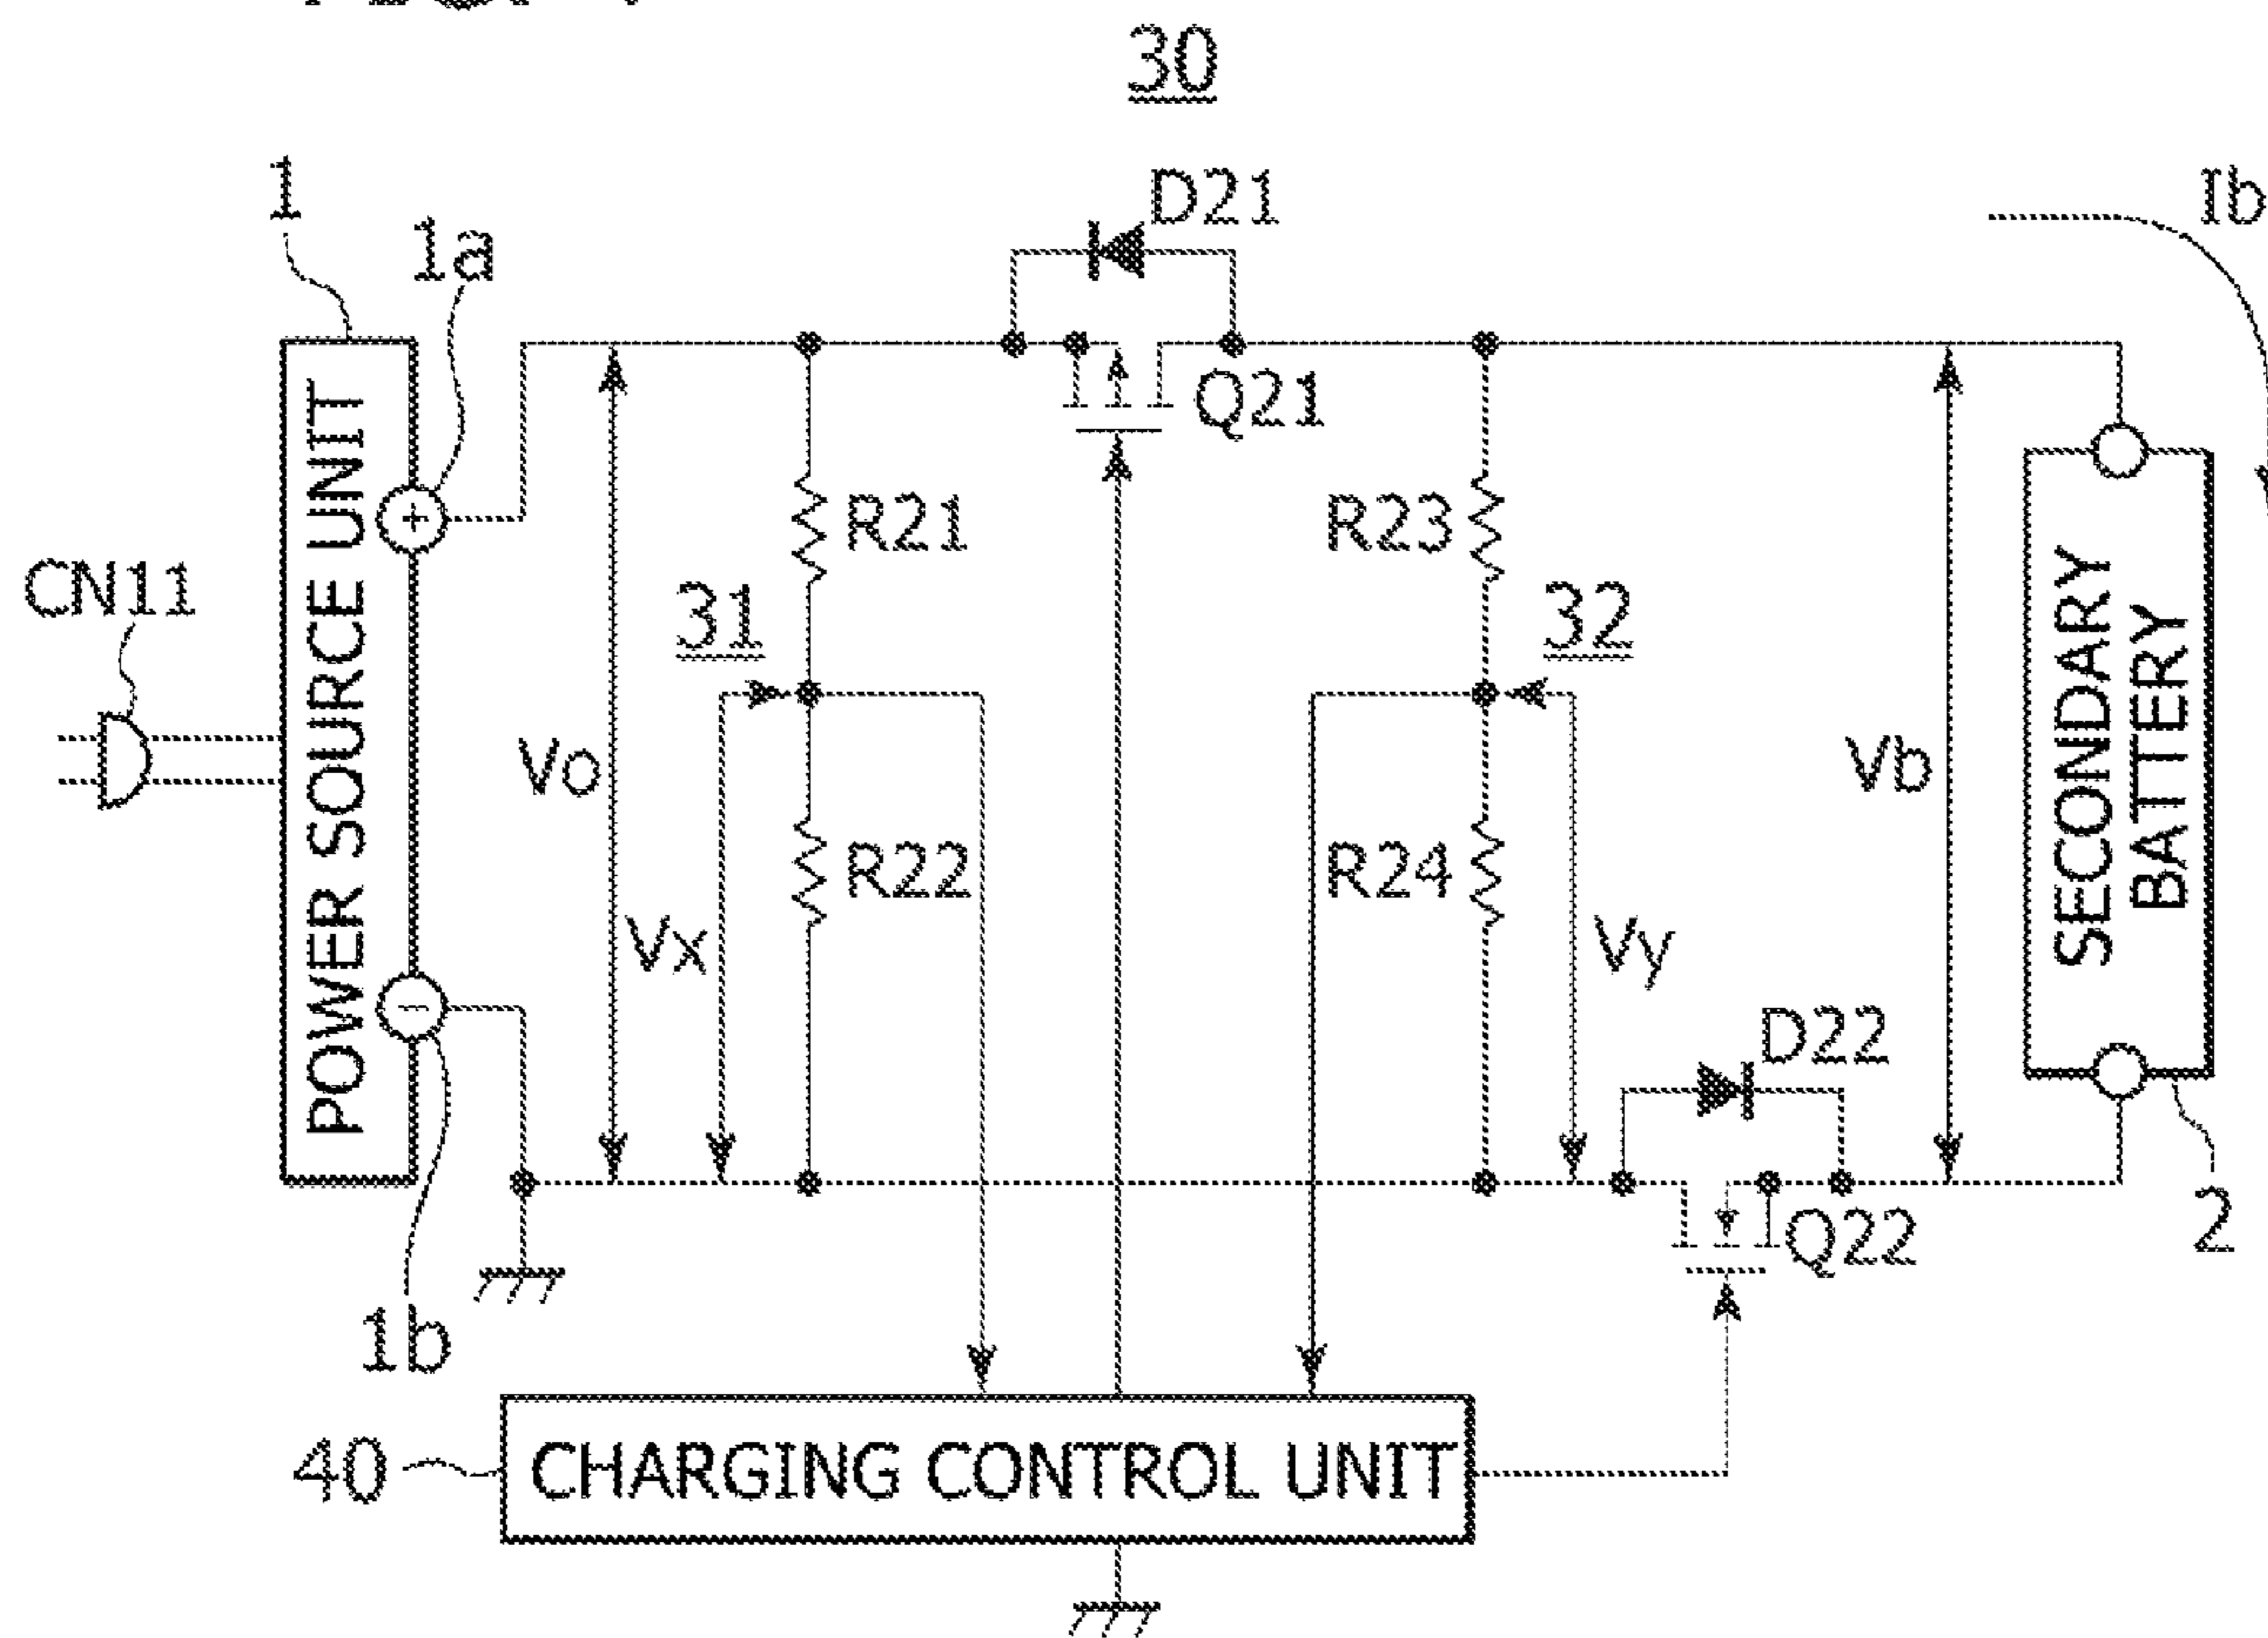 30
1
1a
D21
Ib
Q21
+
R21
R23
CN11
31
32
POWER SOURCE UNIT
SECONDARY
BATTERY
Vo
Vb
R22
R24
Vx
Vy
−
D22
Q22
2
1b
40
CHARGING CONTROL UNIT